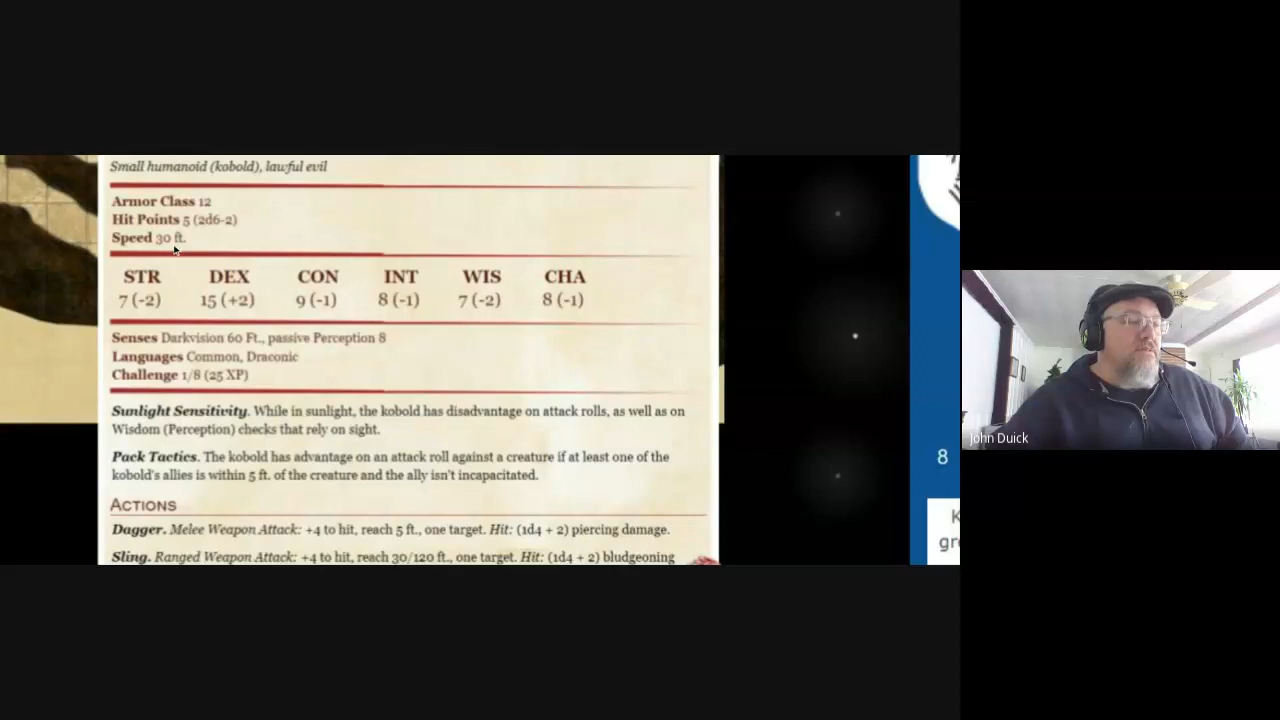 Small humanoid (kobold), lawful evil
Armor Class 12
Hit Points 5 (2d6-2)
Speed 30 ft.
STR DEX CON INT WIS CHA
7 (-2) 15 (+2) 9 (-1) 8 (-1) 7 (-2) 8 (-1)
Senses Darkvision 60 Ft., passive Perception 8
Languages Common, Draconic
Challenge 1/8 (25 XP)
Sunlight Sensitivity. While in sunlight, the kobold has disadvantage on attack rolls, as well as on
Wisdom (Perception) checks that rely on sight.
Pack Tactics. The kobold has advantage on an attack roll against a creature if at least one of the
kobold's allies is within 5 ft. of the creature and the ally isn't incapacitated.
ACTIONS
Dagger. Melee Weapon Attack: +4 to hit, reach 5 ft., one target. Hit: (1d4 + 2) piercing damage.
Sling. Ranged Weapon Attack: +4 to hit, reach 30/120 ft., one target. Hit: (1d4 + 2) bludgeoning
8
K
gr
John Duick